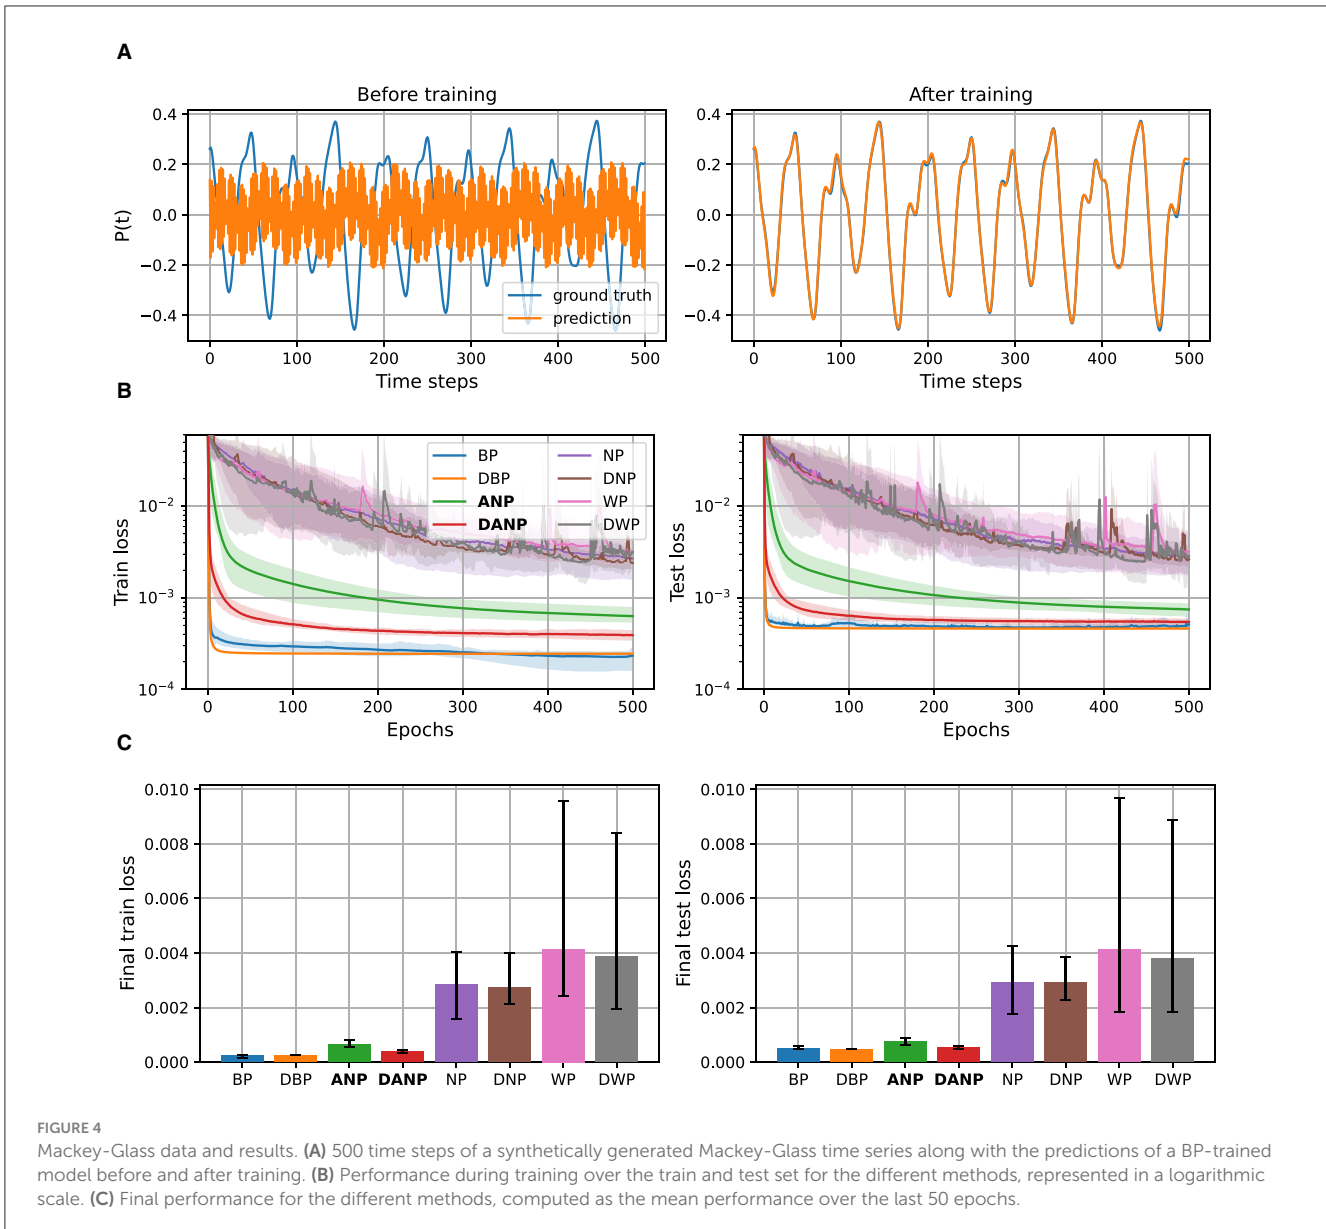 A
Before training
After training
0.4
0.2
0.0
−0.2
−0.4
P(t)
ground truth
prediction
0 100 200 300 400 500
Time steps
0.4
0.2
0.0
−0.2
−0.4
0 100 200 300 400 500
Time steps
B
10−2
10−3
10−4
Train loss
BP NP
DBP DNP
ANP WP
DANP DWP
0 100 200 300 400 500
Epochs
10−2
10−3
10−4
Test loss
0 100 200 300 400 500
Epochs
C
0.010
0.008
0.006
0.004
0.002
0.000
Final train loss
BP DBP ANP DANP NP DNP WP DWP
0.010
0.008
0.006
0.004
0.002
0.000
Final test loss
BP DBP ANP DANP NP DNP WP DWP
FIGURE 4
Mackey-Glass data and results. (A) 500 time steps of a synthetically generated Mackey-Glass time series along with the predictions of a BP-trained
model before and after training. (B) Performance during training over the train and test set for the different methods, represented in a logarithmic
scale. (C) Final performance for the different methods, computed as the mean performance over the last 50 epochs.